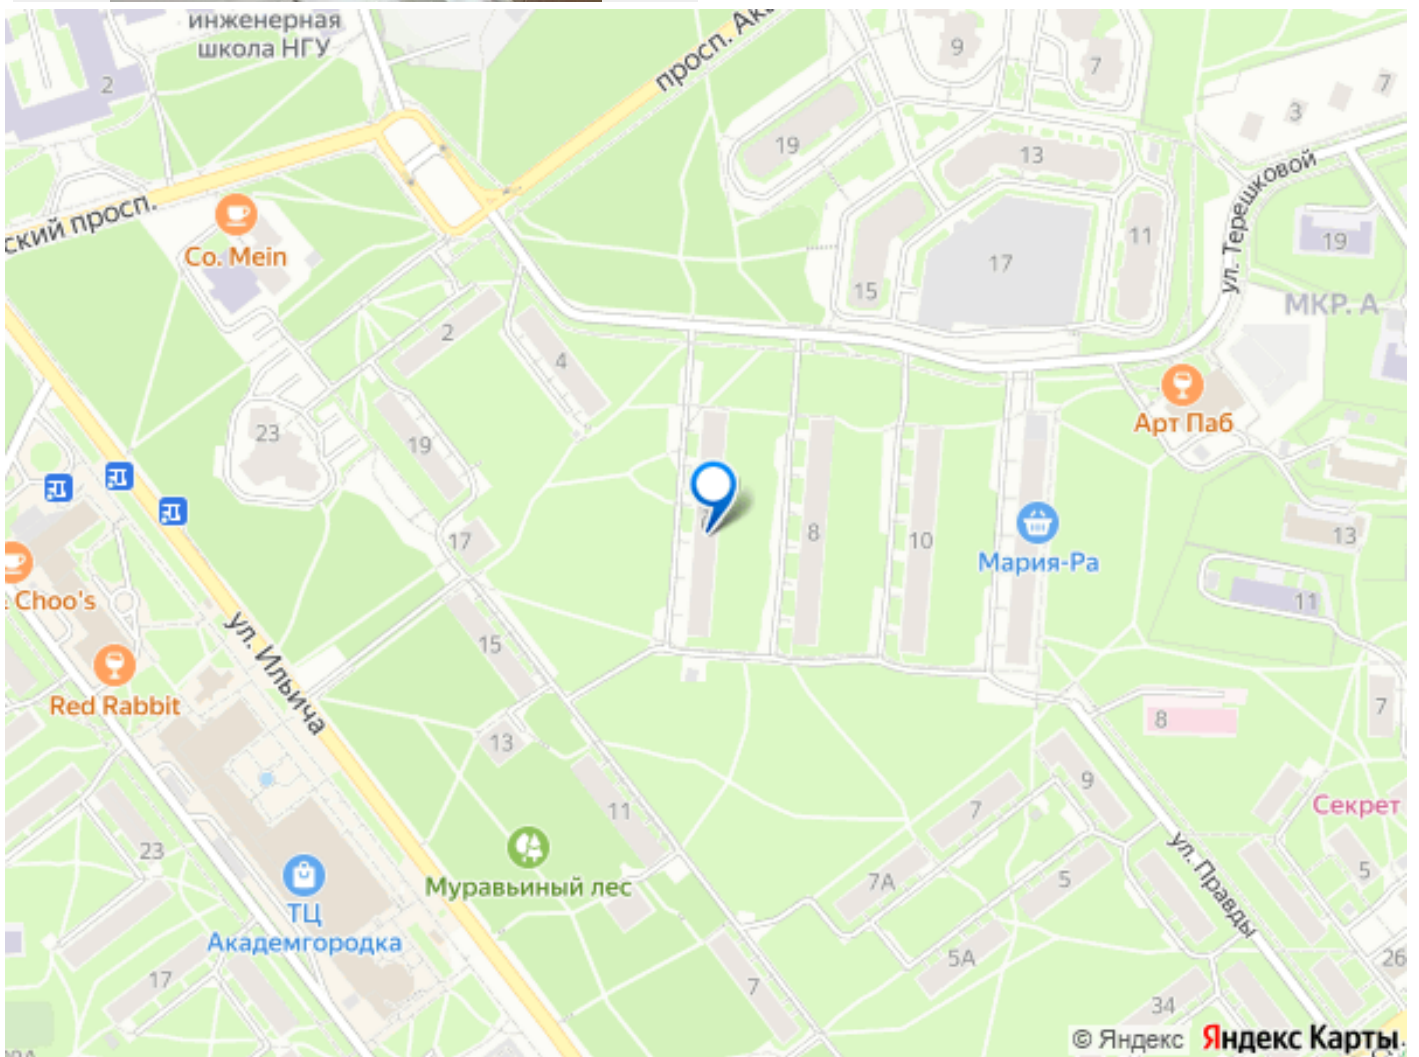 инженерная
школа НГУ
2
просп. Ака
9
7
7
3
19
13
ул. Терешковой
ский просп.
Co. Mein
11
19
17
15
МКР. А
2
4
Арт Паб
23
19
17
8
10
Мария-Ра
13
11
Choo's
ул. Ильича
15
Red Rabbit
7
8
13
9
7
Секрет
11
23
Муравьиный лес
7А
5
5
ул. Правды
ТЦ
Академгородка
5А
26
17
7
34
© Яндекс Яндекс Карты